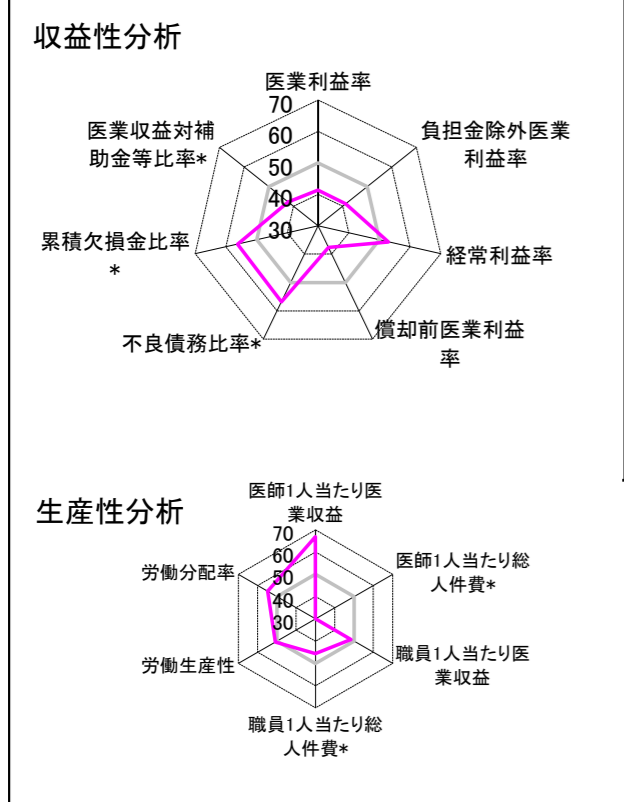 収益性分析
医業利益率
70
60
50
40
30
負担金除外医業
利益率
経常利益率
償却前医業利益
率
不良債務比率*
累積欠損金比率
*
医業収益対補
助金等比率*
生産性分析
医師1人当たり医
業収益
70
60
50
40
30
医師1人当たり総
人件費*
職員1人当たり医
業収益
職員1人当たり総
人件費*
労働生産性
労働分配率